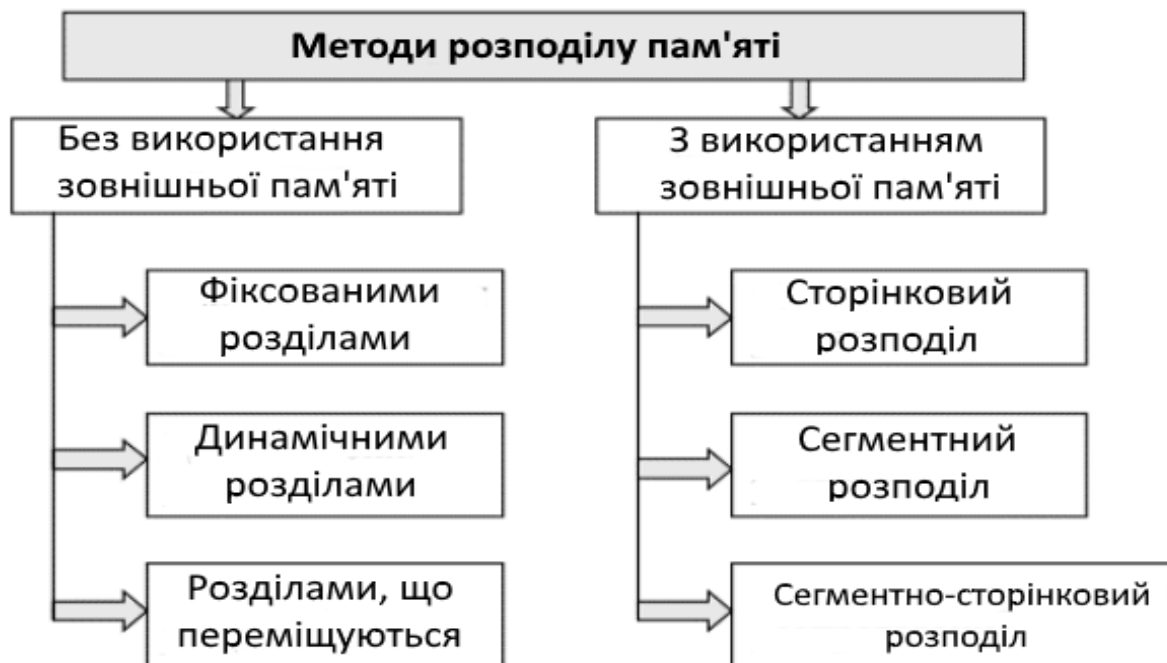 Методи розподілу пам'яті
Без використання
зовнішньої пам'яті
З використанням
зовнішньої пам'яті
Фіксованими
розділами
Динамічними
розділами
Розділами, що
переміщуються
Сторінковий
розподіл
Сегментний
розподіл
Сегментно-сторінковий
розподіл